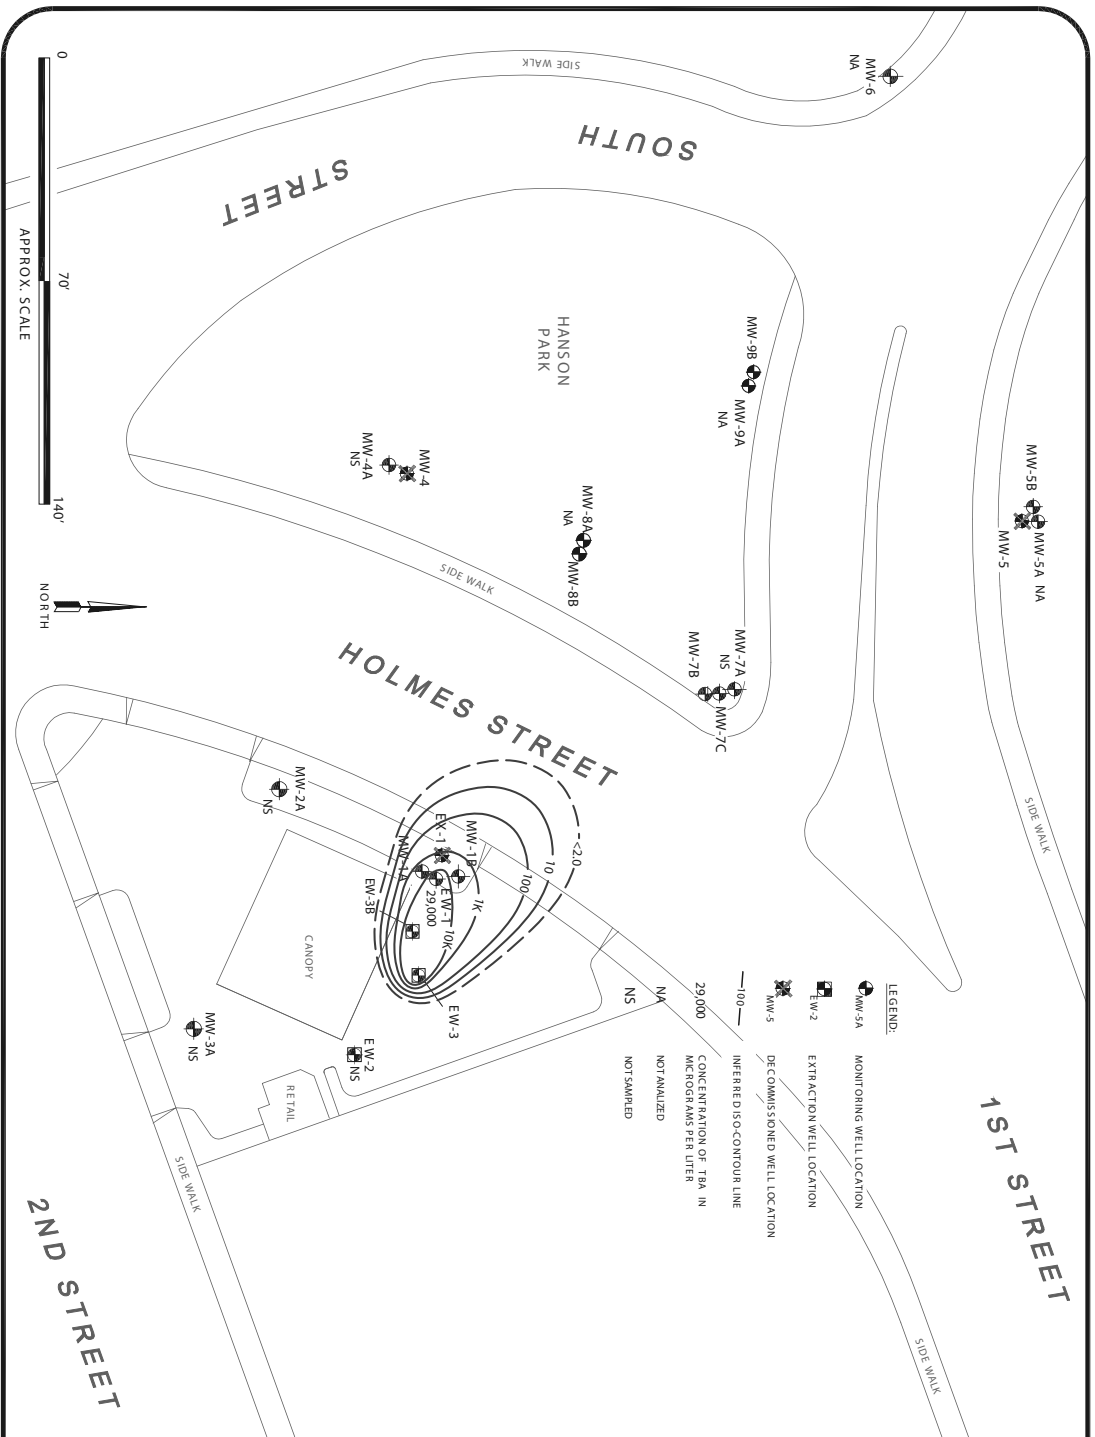 SIDE WALK
SOUTH
STREET
MW-6
NA
0
70'
140'
APPROX. SCALE
NORTH
HANSON
PARK
MW-9B
MW-9A
NA
MW-4
MW-4A
NS
MW-8A
NA
MW-8B
MW-5B
MW-5A NA
MW-5
SIDE WALK
MW-7A
NS
MW-7B
MW-7C
HOLMES STREET
SIDE WALK
MW-2A
NS
EX-1
MW-1B
MW-1A
EW-1
29,000
EW-3B
EW-3
<2.0
10
100
1K
10K
CANOPY
MW-3A
NS
EW-2
NS
RETAIL
SIDE WALK
2ND STREET
1ST STREET
SIDE WALK
LEGEND:
MW-5A MONITORING WELL LOCATION
EW-2 EXTRACTION WELL LOCATION
MW-5 DECOMMISSIONED WELL LOCATION
100 INFERRED ISO-CONTOUR LINE
29,000 CONCENTRATION OF TBA IN
MICROGRAMS PER LITER
NA NOT ANALIZED
NS NOT SAMPLED